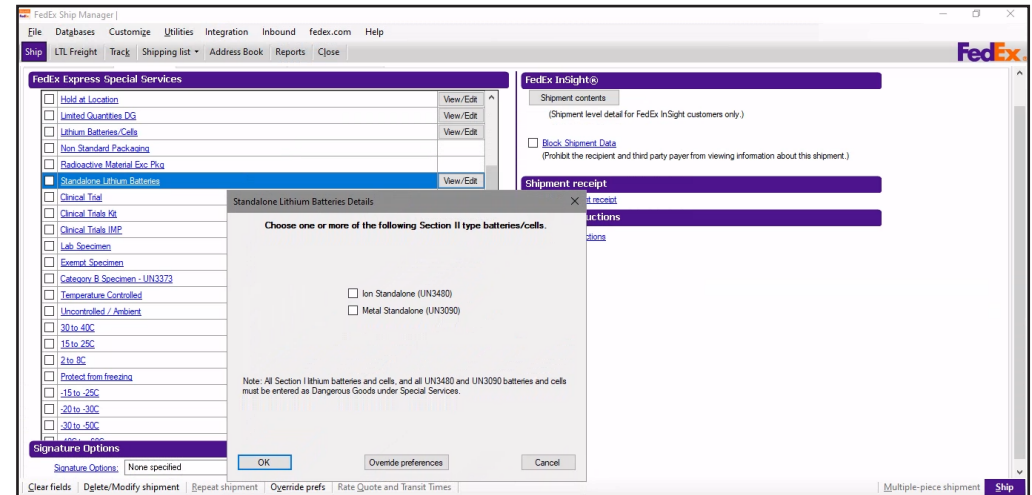 FedEx Ship Manager |
File Databases Customize Utilities Integration Inbound fedex.com Help
Ship LTL Freight Track Shipping list Address Book Reports Close
FedEx
FedEx Express Special Services
Hold at Location View/Edit
Limited Quantities DG View/Edit
Lithium Batteries/Cells View/Edit
Non Standard Packaging
Radioactive Material Exc Pkg
Standalone Lithium Batteries View/Edit
Clinical Trial
Clinical Trials Kit
Clinical Trials IMP
Lab Specimen
Exempt Specimen
Category B Specimen - UN3373
Temperature Controlled
Uncontrolled / Ambient
30 to 40C
15 to 25C
2 to 8C
Protect from freezing
-15 to -25C
-20 to -30C
-30 to -50C
Signature Options
Signature Options: None specified
FedEx InSight®
Shipment contents
(Shipment level detail for FedEx InSight customers only.)
Block Shipment Data
(Prohibit the recipient and third party payer from viewing information about this shipment.)
Shipment receipt
t receipt
uctions
ctions
Standalone Lithium Batteries Details
Choose one or more of the following Section II type batteries/cells.
Ion Standalone (UN3480)
Metal Standalone (UN3090)
Note: All Section I lithium batteries and cells, and all UN3480 and UN3090 batteries and cells
must be entered as Dangerous Goods under Special Services.
OK Override preferences Cancel
Clear fields Delete/Modify shipment Repeat shipment Override prefs Rate Quote and Transit Times Multiple-piece shipment Ship